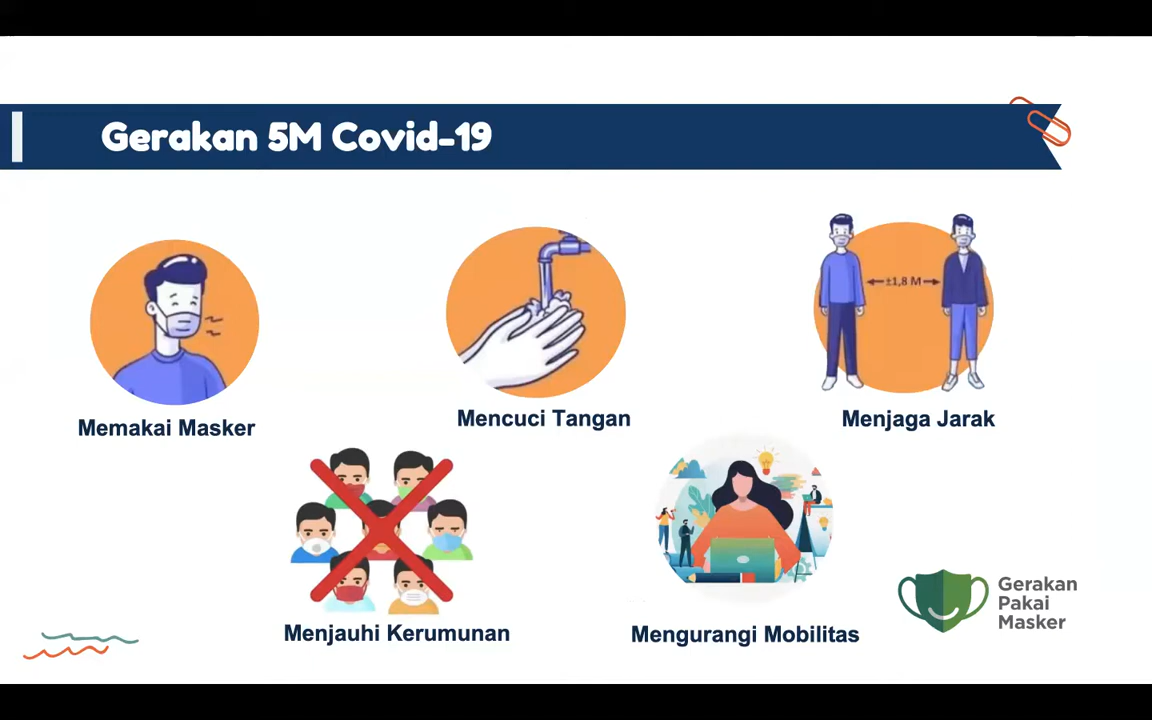 Gerakan 5M Covid-19
±1,8 M
Memakai Masker
Mencuci Tangan
Menjaga Jarak
Menjauhi Kerumunan
Mengurangi Mobilitas
Gerakan
Pakai
Masker